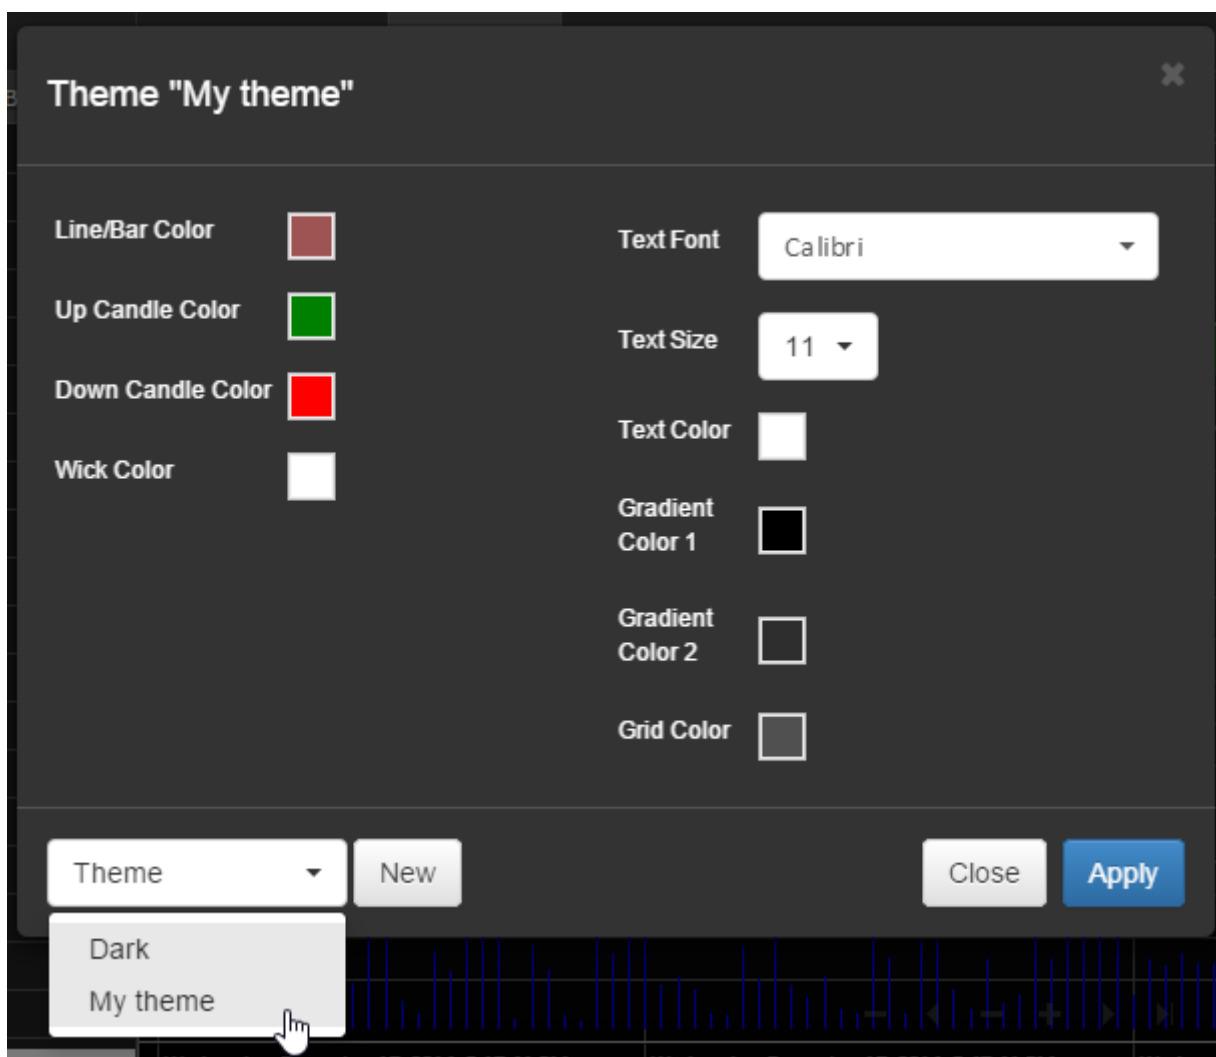 Theme "My theme"
Line/Bar Color
Up Candle Color
Down Candle Color
Wick Color
Text Font
Calibri
Text Size
11
Text Color
Gradient
Color 1
Gradient
Color 2
Grid Color
Theme
New
Close
Apply
Dark
My theme